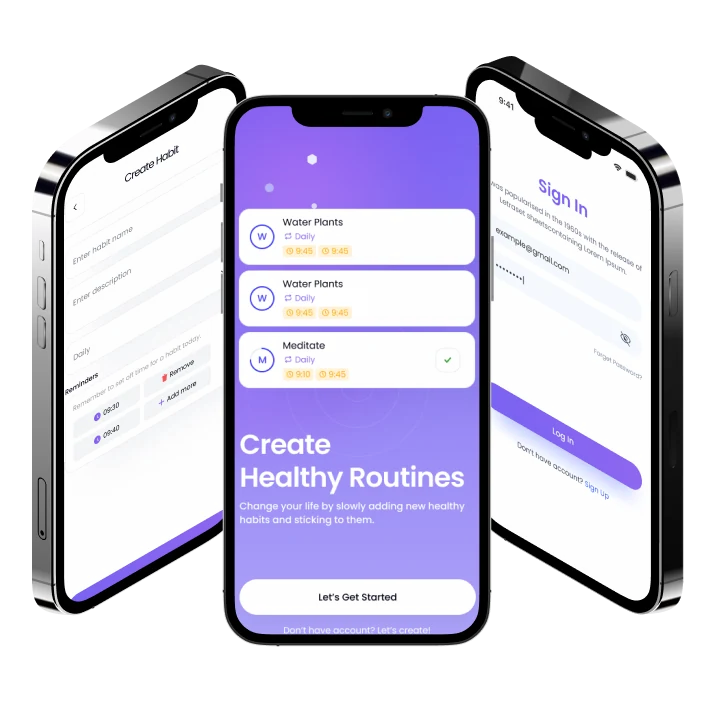 Create Habit
Enter habit name
Enter description
Daily
Reminders
Remember to set off time for a habit today.
09:30
Remove
09:40
+ Add more
W
Water Plants
Daily
9:45 9:45
W
Water Plants
Daily
9:45 9:45
M
Meditate
Daily
9:10 9:45
Create
Healthy Routines
Change your life by slowly adding new healthy
habits and sticking to them.
Let's Get Started
Don't have account? Let's create!
9:41
Sign In
was popularised in the 1960s with the release of
Letraset sheetscontaining Lorem Ipsum.
example@gmail.com
Forget Password?
Log In
Don't have account? Sign Up